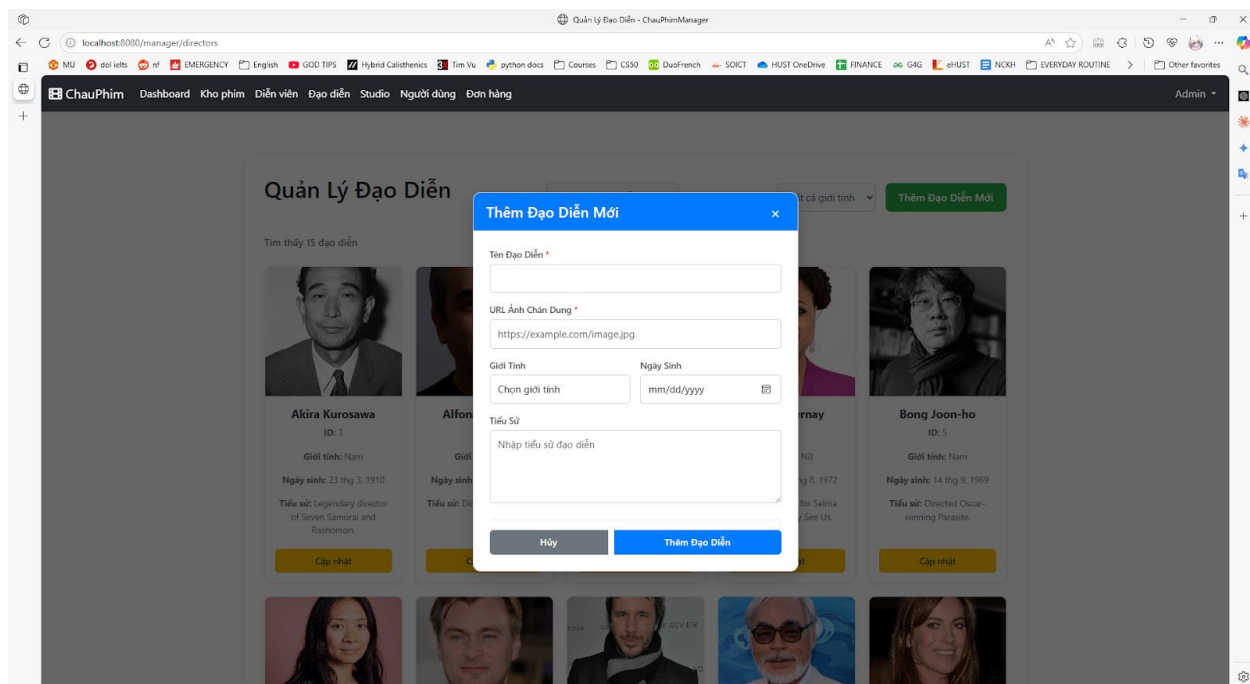 Quản lý Đạo Diễn - ChauPhimManager
localhost:8080/manager/directors
MU dol ielts nf EMERGENCY English GOD TIPS Hybrid Calisthenics Tim Vu python docs Courses CS50 DuoFrench SOICT HUST OneDrive FINANCE G4G eHUST NCKH EVERYDAY ROUTINE Other favorites
ChauPhim Dashboard Kho phim Diễn viên Đạo diễn Studio Người dùng Đơn hàng Admin
Quản Lý Đạo Diễn
t cả giới tính
Thêm Đạo Diễn Mới
Tìm thấy 15 đạo diễn
Thêm Đạo Diễn Mới ×
Tên Đạo Diễn *
URL Ảnh Chân Dung *
https://example.com/image.jpg
Giới Tính Ngày Sinh
Chọn giới tính mm/dd/yyyy
Tiểu Sử
Nhập tiểu sử đạo diễn
Hủy Thêm Đạo Diễn
Akira Kurosawa
ID: 3
Giới tính: Nam
Ngày sinh: 23 thg 3, 1910
Tiểu sử: Legendary director
of Seven Samurai and
Rashomon.
Cập nhật
Alfon
Giới
Ngày sinh
Tiểu sử: Di
C
rnay
Nữ
g 8, 1972
for Selma
y See Us.
Bong Joon-ho
ID: 5
Giới tính: Nam
Ngày sinh: 14 thg 9, 1969
Tiểu sử: Directed Oscar-
winning Parasite.
Cập nhật